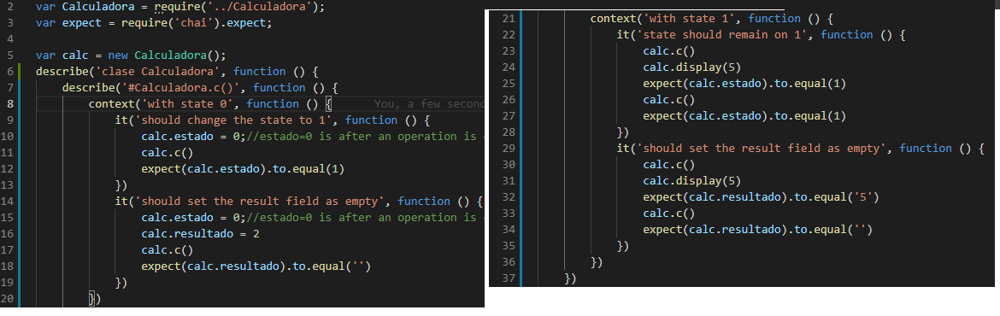 2 var Calculadora = require('../Calculadora');
3 var expect = require('chai').expect;
4
5 var calc = new Calculadora();
6 describe('clase Calculadora', function () {
7 describe('#Calculadora.c()', function () {
8 context('with state 0', function () { You, a few second
9 it('should change the state to 1', function () {
10 calc.estado = 0;//estado=0 is after an operation is
11 calc.c()
12 expect(calc.estado).to.equal(1)
13 })
14 it('should set the result field as empty', function () {
15 calc.estado = 0;//estado=0 is after an operation is
16 calc.resultado = 2
17 calc.c()
18 expect(calc.resultado).to.equal('')
19 })
20 })
21 context('with state 1', function () {
22 it('state should remain on 1', function () {
23 calc.c()
24 calc.display(5)
25 expect(calc.estado).to.equal(1)
26 calc.c()
27 expect(calc.estado).to.equal(1)
28 })
29 it('should set the result field as empty', function () {
30 calc.c()
31 calc.display(5)
32 expect(calc.resultado).to.equal('5')
33 calc.c()
34 expect(calc.resultado).to.equal('')
35 })
36 })
37 })